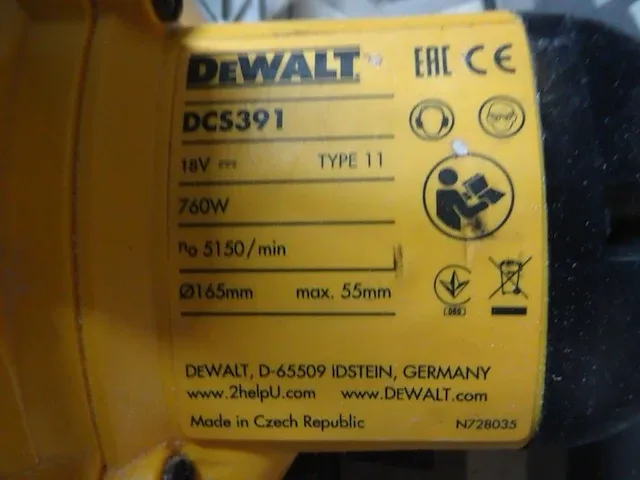 DEWALT
EAC CE
DCS391
18V TYPE 11
760W
no 5150/min
Ø165mm max. 55mm
DEWALT, D-65509 IDSTEIN, GERMANY
www.2helpU.com www.DEWALT.com
Made in Czech Republic N728035